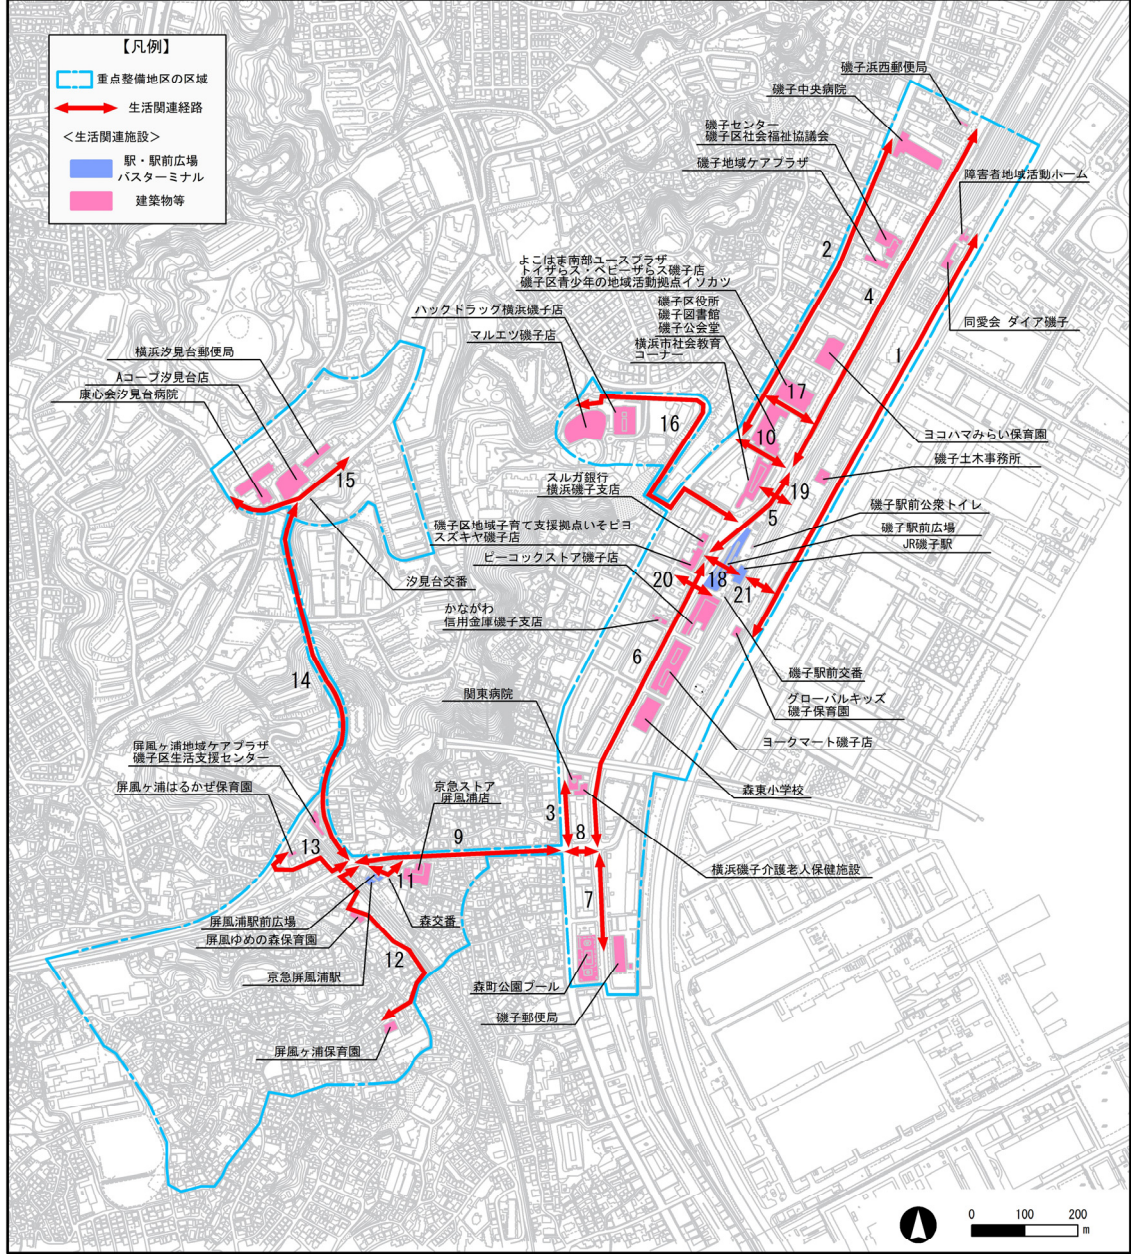 【凡例】
重点整備地区の区域
生活関連経路
＜生活関連施設＞
駅・駅前広場
バスターミナル
建築物等
磯子浜西郵便局
磯子中央病院
磯子センター
磯子区社会福祉協議会
磯子地域ケアプラザ
障害者地域活動ホーム
2
よこはま南部ユースプラザ
トイザらス・ベビーザらス磯子店
磯子区青少年の地域活動拠点イソカツ
4
ハックドラッグ横浜磯子店
磯子区役所
磯子図書館
磯子公会堂
同愛会 ダイア磯子
マルエツ磯子店
横浜市社会教育
コーナー
1
横浜汐見台郵便局
Aコープ汐見台店
康心会汐見台病院
17
16
10
ヨコハマみらい保育園
磯子土木事務所
15
スルガ銀行
横浜磯子支店
19
5
磯子駅前公衆トイレ
磯子区地域子育て支援拠点いそピヨ
スズキヤ磯子店
磯子駅前広場
JR磯子駅
ピーコックストア磯子店
汐見台交番
20
18
21
かながわ
信用金庫磯子支店
6
磯子駅前交番
14
関東病院
グローバルキッズ
磯子保育園
ヨークマート磯子店
屏風ヶ浦地域ケアプラザ
磯子区生活支援センター
屏風ヶ浦はるかぜ保育園
京急ストア
屏風浦店
森東小学校
3
8
9
13
11
横浜磯子介護老人保健施設
7
屏風浦駅前広場
森交番
屏風ゆめの森保育園
12
京急屏風浦駅
森町公園プール
磯子郵便局
屏風ヶ浦保育園
0 100 200
m